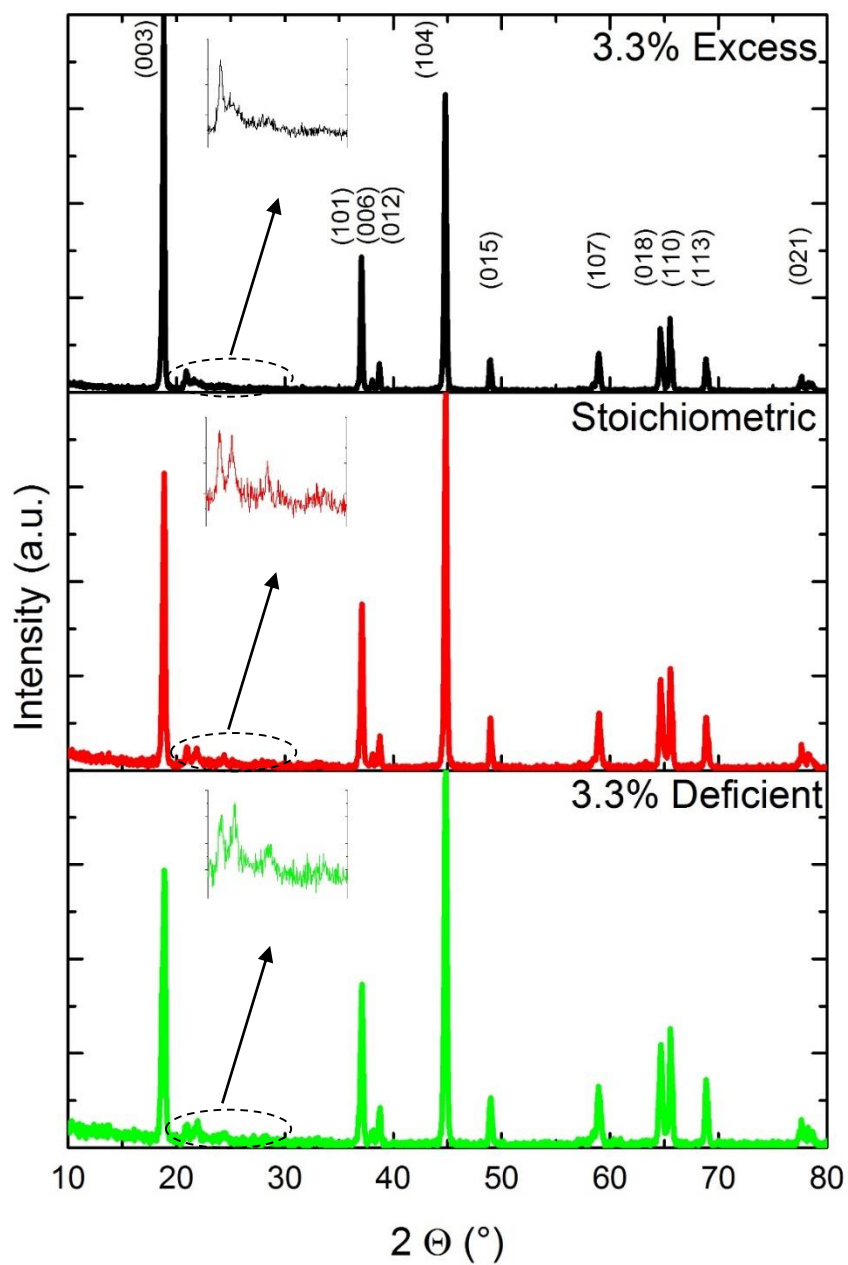 3.3% Excess
(003)
(104)
(101)
(006)
(012)
(015)
(107)
(018)
(110)
(113)
(021)
Stoichiometric
3.3% Deficient
Intensity (a.u.)
10 20 30 40 50 60 70 80
2 Θ (°)